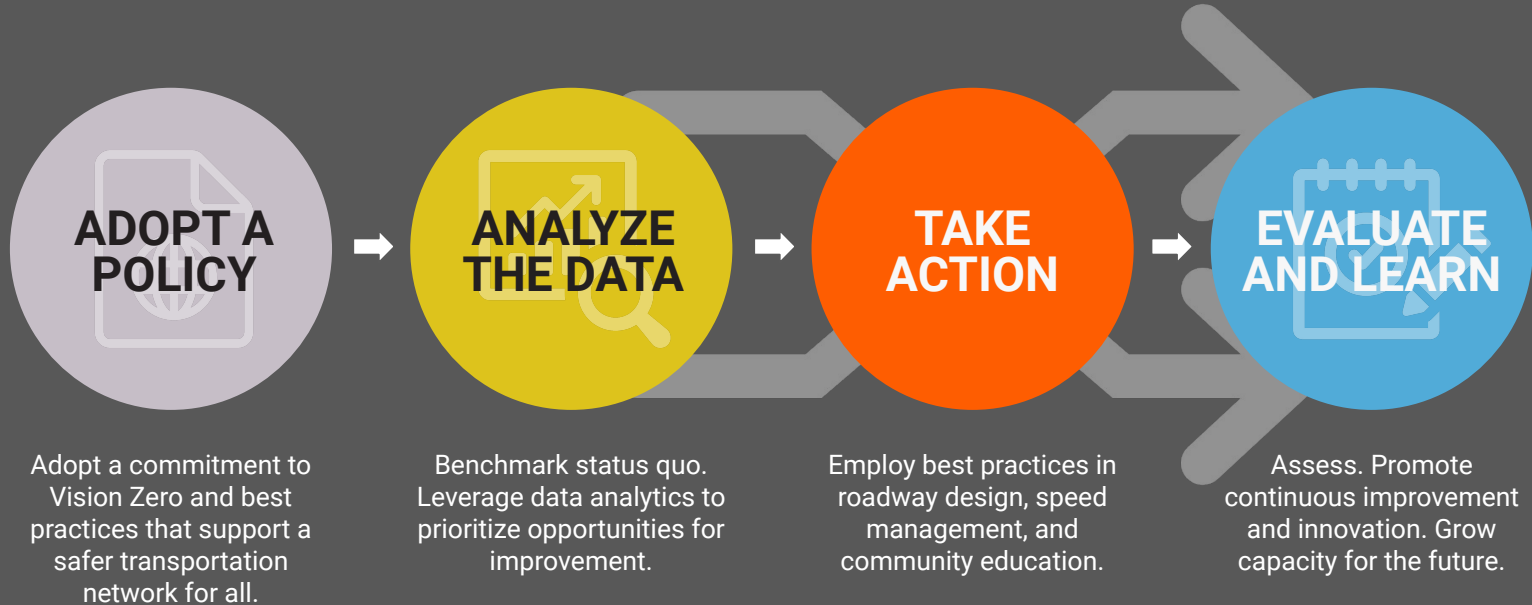 ADOPT A
POLICY
ANALYZE
THE DATA
TAKE
ACTION
EVALUATE
AND LEARN
Adopt a commitment to
Vision Zero and best
practices that support a
safer transportation
network for all.
Benchmark status quo.
Leverage data analytics to
prioritize opportunities for
improvement.
Employ best practices in
roadway design, speed
management, and
community education.
Assess. Promote
continuous improvement
and innovation. Grow
capacity for the future.